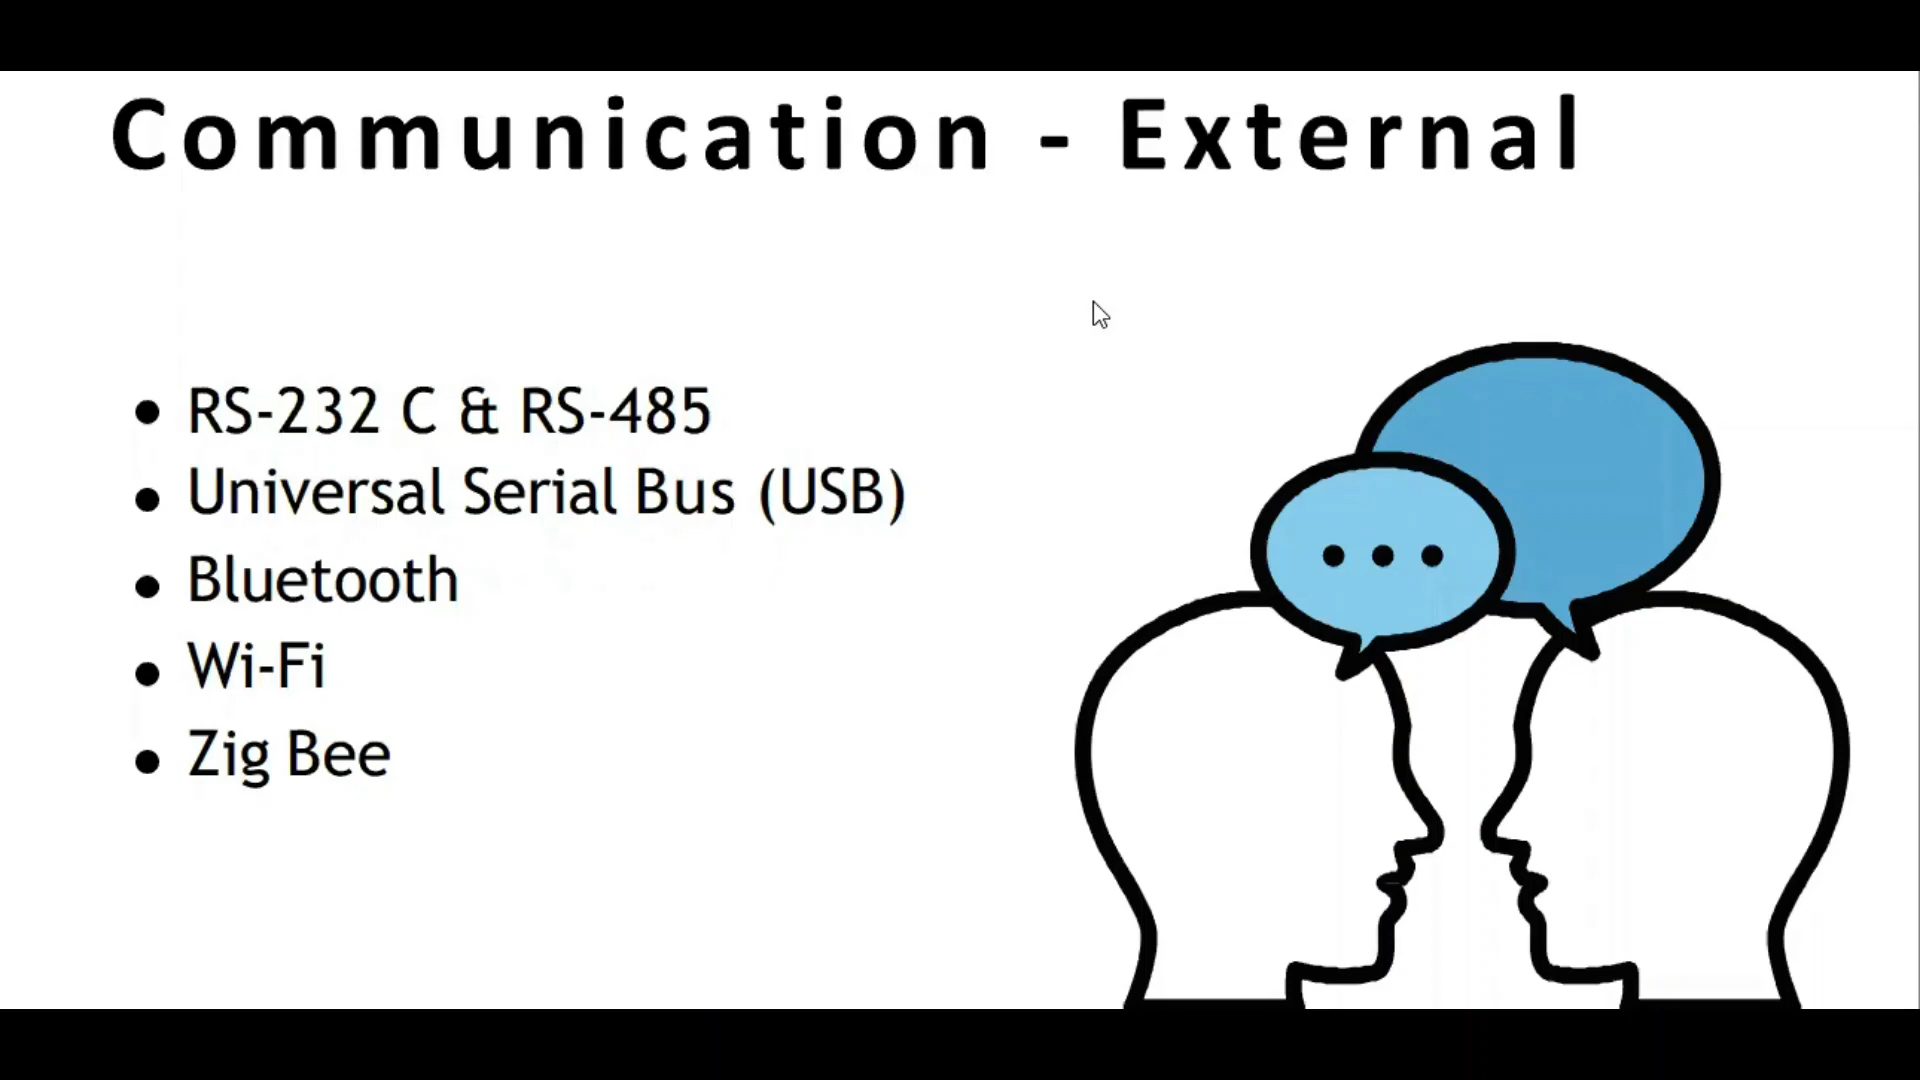 Communication - External
• RS-232 C & RS-485
• Universal Serial Bus (USB)
• Bluetooth
• Wi-Fi
• Zig Bee